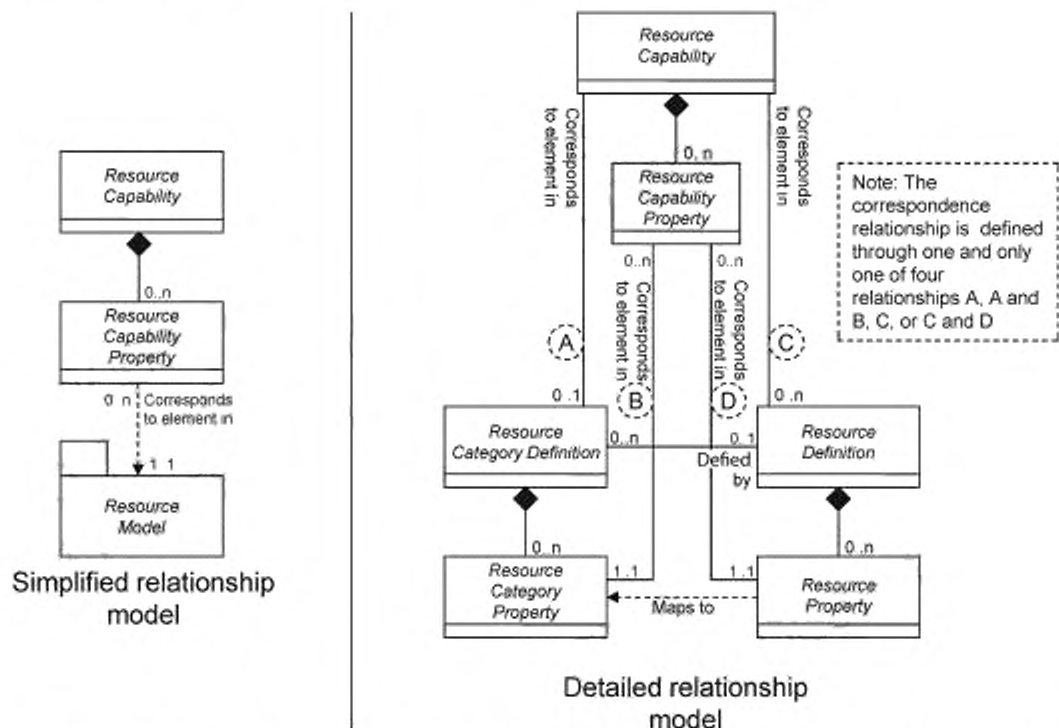 Resource
Capability
0..n
Resource
Capability
Property
0 n Corresponds
to element in
1 1
Resource
Model
Simplified relationship
model
Resource
Capability
Corresponds
to element in
Corresponds
to element in
0, n
Resource
Capability
Property
0..n
0..n
Corresponds
to element in
Corresponds
to element in
A
B
D
C
0 .1
0 ..n
Resource
Category Definition
0..n
0.1
Defied
by
Resource
Definition
0..n
0..n
Resource
Category
Property
1..1
1..1
Maps to
Resource
Property
Note: The
correspondence
relationship is defined
through one and only
one of four
relationships A, A and
B, C, or C and D
Detailed relationship
model